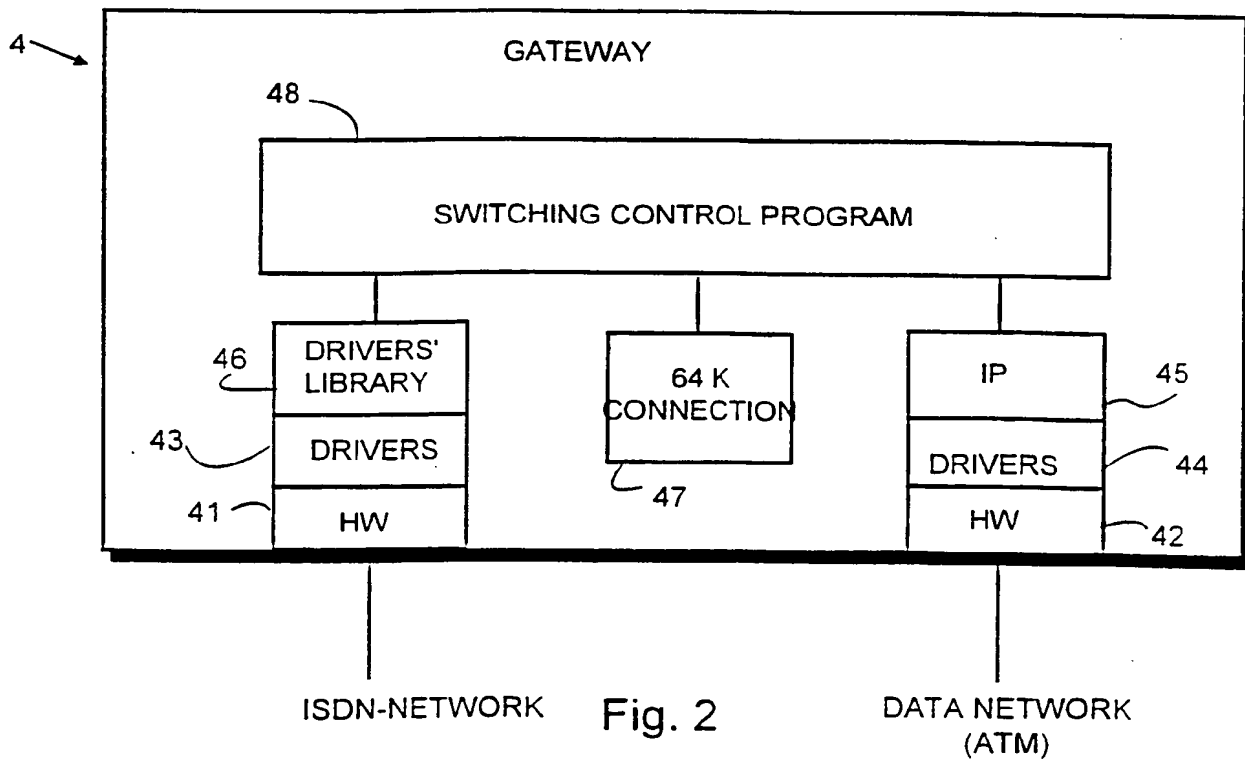 4
GATEWAY
48
SWITCHING CONTROL PROGRAM
46
DRIVERS'
LIBRARY
43
DRIVERS
41
HW
64 K
CONNECTION
47
IP
45
DRIVERS
44
HW
42
ISDN-NETWORK
Fig. 2
DATA NETWORK
(ATM)